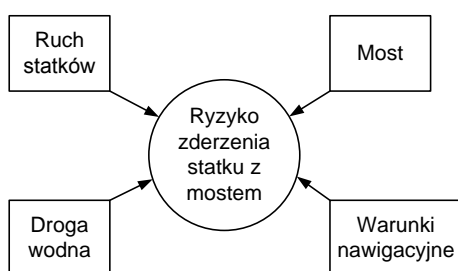 Ruch
statków
Most
Ryzyko
zderzenia
statku z
mostem
Droga
wodna
Warunki
nawigacyjne